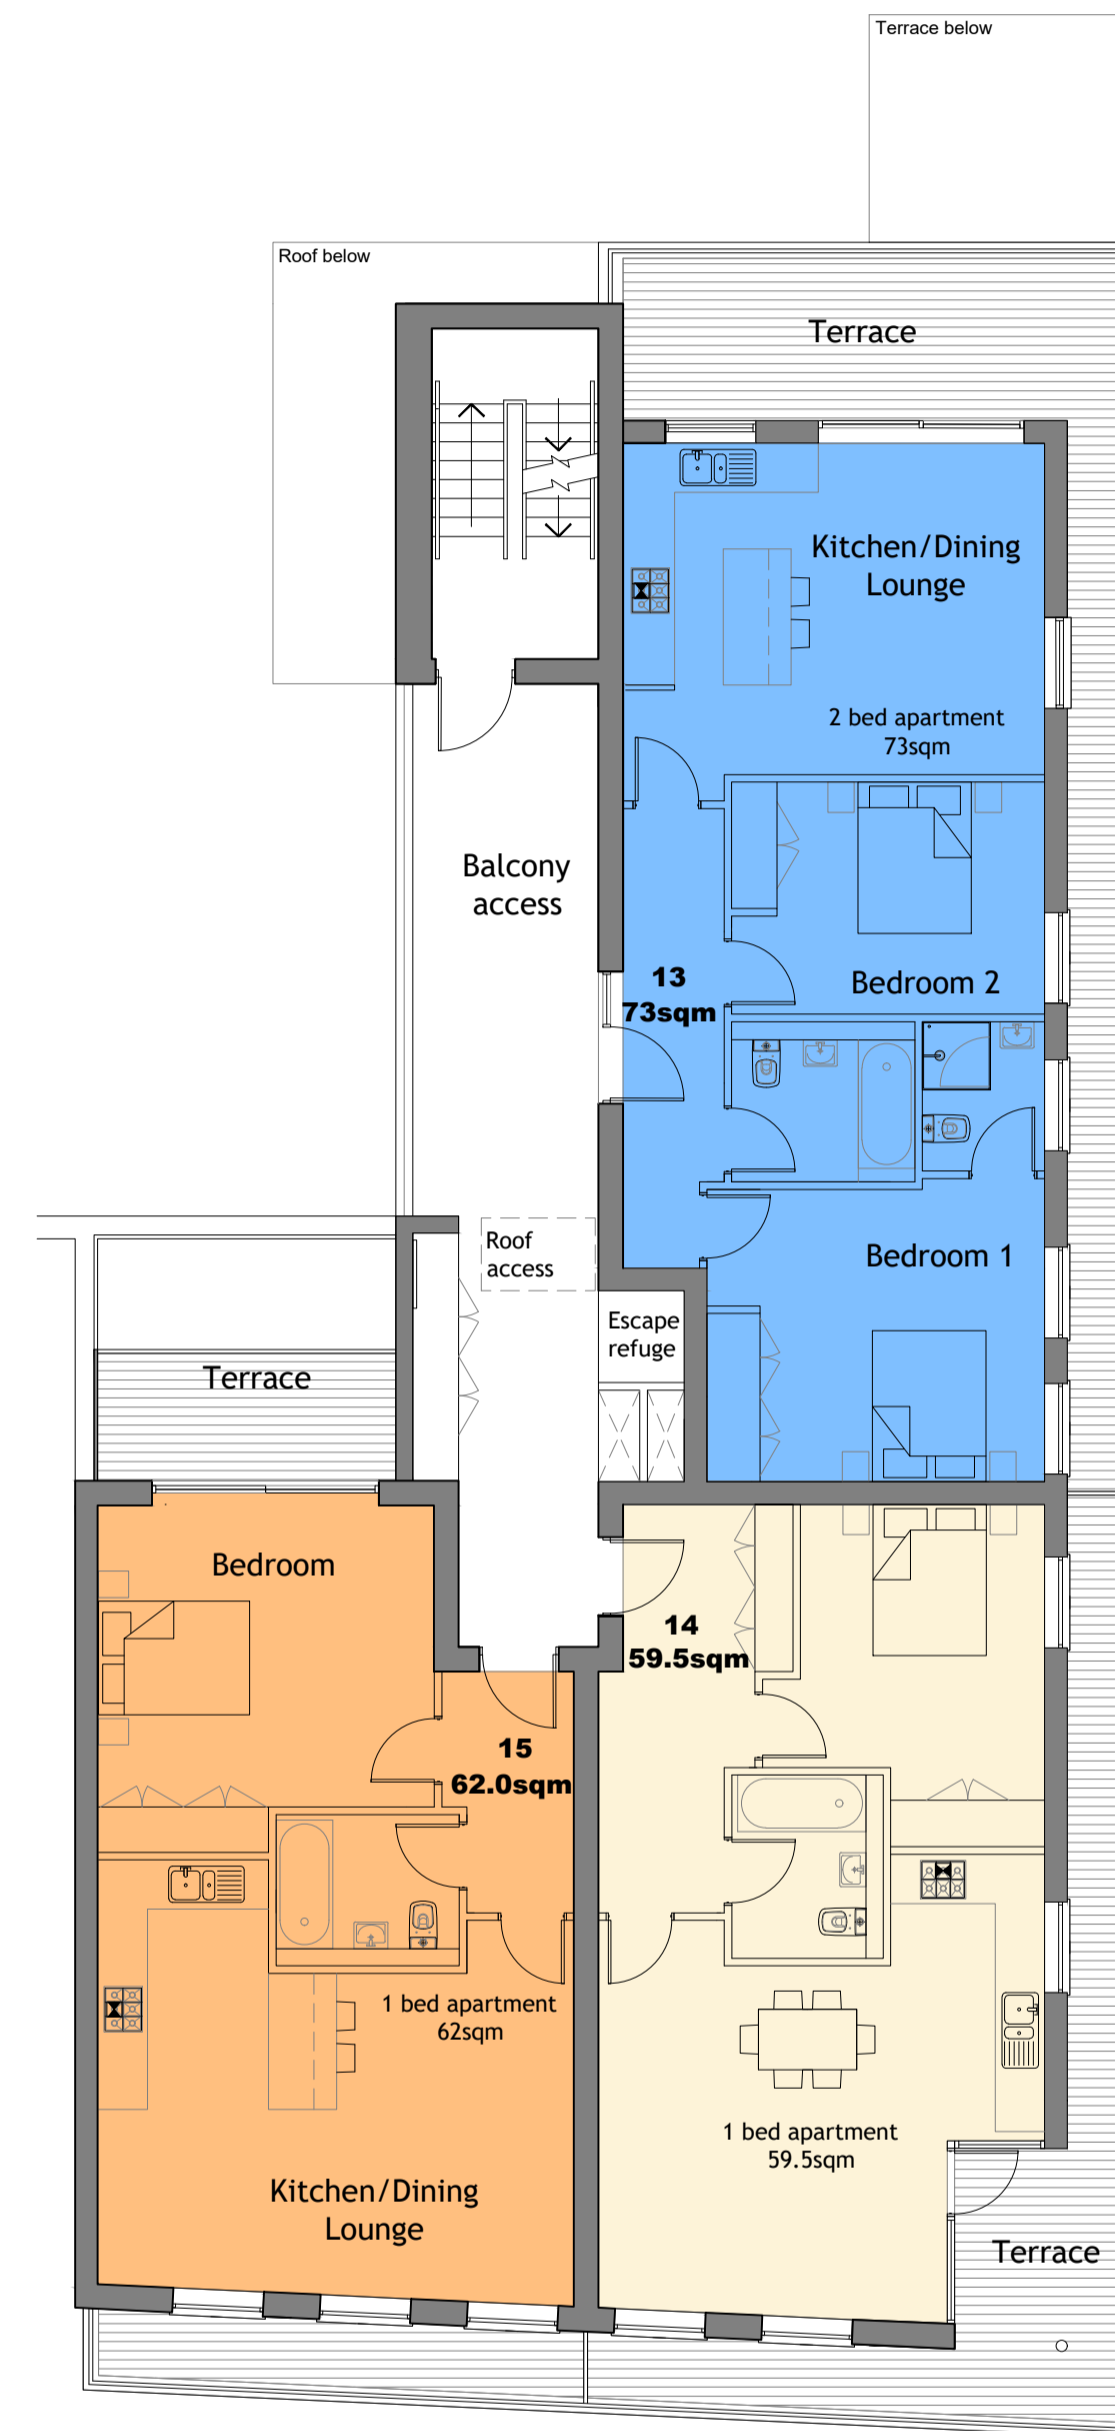 Terrace below
Roof below
Terrace
Kitchen/Dining
Lounge
2 bed apartment
73sqm
Balcony
access
13
73sqm
Bedroom 2
Roof
access
Bedroom 1
Escape
refuge
Terrace
Bedroom
14
59.5sqm
15
62.0sqm
1 bed apartment
62sqm
1 bed apartment
59.5sqm
Kitchen/Dining
Lounge
Terrace